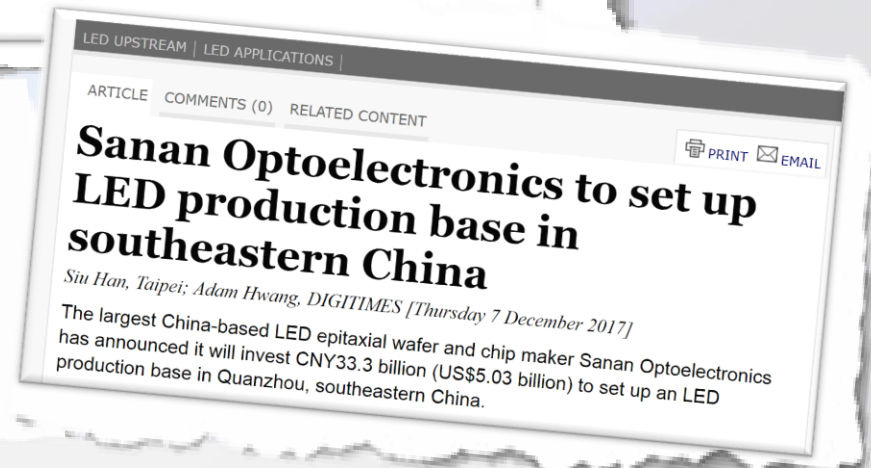 LED UPSTREAM | LED APPLICATIONS |
ARTICLE COMMENTS (0) RELATED CONTENT
PRINT EMAIL
Sanan Optoelectronics to set up
LED production base in
southeastern China
Siu Han, Taipei; Adam Hwang, DIGITIMES [Thursday 7 December 2017]
The largest China-based LED epitaxial wafer and chip maker Sanan Optoelectronics
has announced it will invest CNY33.3 billion (US$5.03 billion) to set up an LED
production base in Quanzhou, southeastern China.